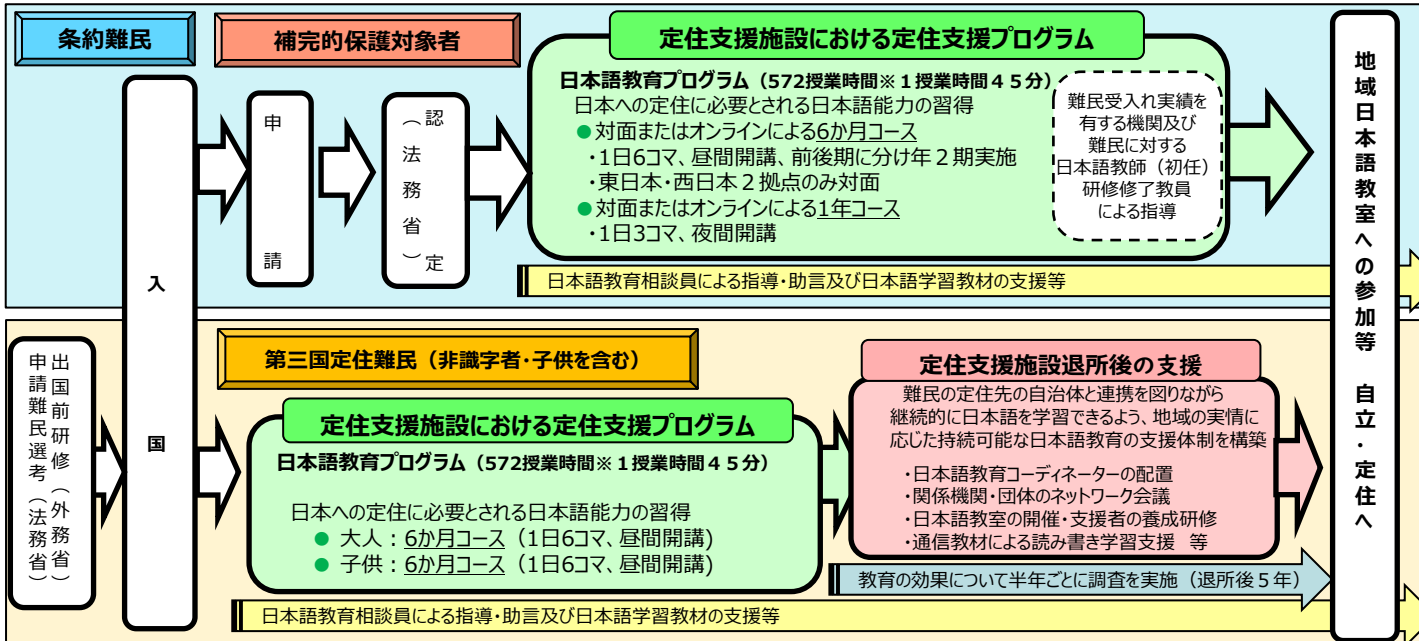 条約難民
補完的保護対象者
入国
申請
認定
（法務省）
定住支援施設における定住支援プログラム
日本語教育プログラム（572授業時間※１授業時間４５分）
日本への定住に必要とされる日本語能力の習得
●対面またはオンラインによる6か月コース
・1日6コマ、昼間開講、前後期に分け年２期実施
・東日本・西日本２拠点のみ対面
●対面またはオンラインによる1年コース
・1日3コマ、夜間開講
難民受入れ実績を
有する機関及び
難民に対する
日本語教師（初任）
研修修了教員
による指導
日本語教育相談員による指導・助言及び日本語学習教材の支援等
地域日本語教室への参加等　自立・定住へ
出国前研修（外務省）
申請難民選考（法務省）
第三国定住難民（非識字者・子供を含む）
定住支援施設における定住支援プログラム
日本語教育プログラム（572授業時間※１授業時間４５分）
日本への定住に必要とされる日本語能力の習得
● 大人：6か月コース（1日6コマ、昼間開講)
● 子供：6か月コース（1日6コマ、昼間開講)
定住支援施設退所後の支援
難民の定住先の自治体と連携を図りながら
継続的に日本語を学習できるよう、地域の実情に
応じた持続可能な日本語教育の支援体制を構築
・日本語教育コーディネーターの配置
・関係機関・団体のネットワーク会議
・日本語教室の開催・支援者の養成研修
・通信教材による読み書き学習支援　等
教育の効果について半年ごとに調査を実施（退所後５年）
日本語教育相談員による指導・助言及び日本語学習教材の支援等